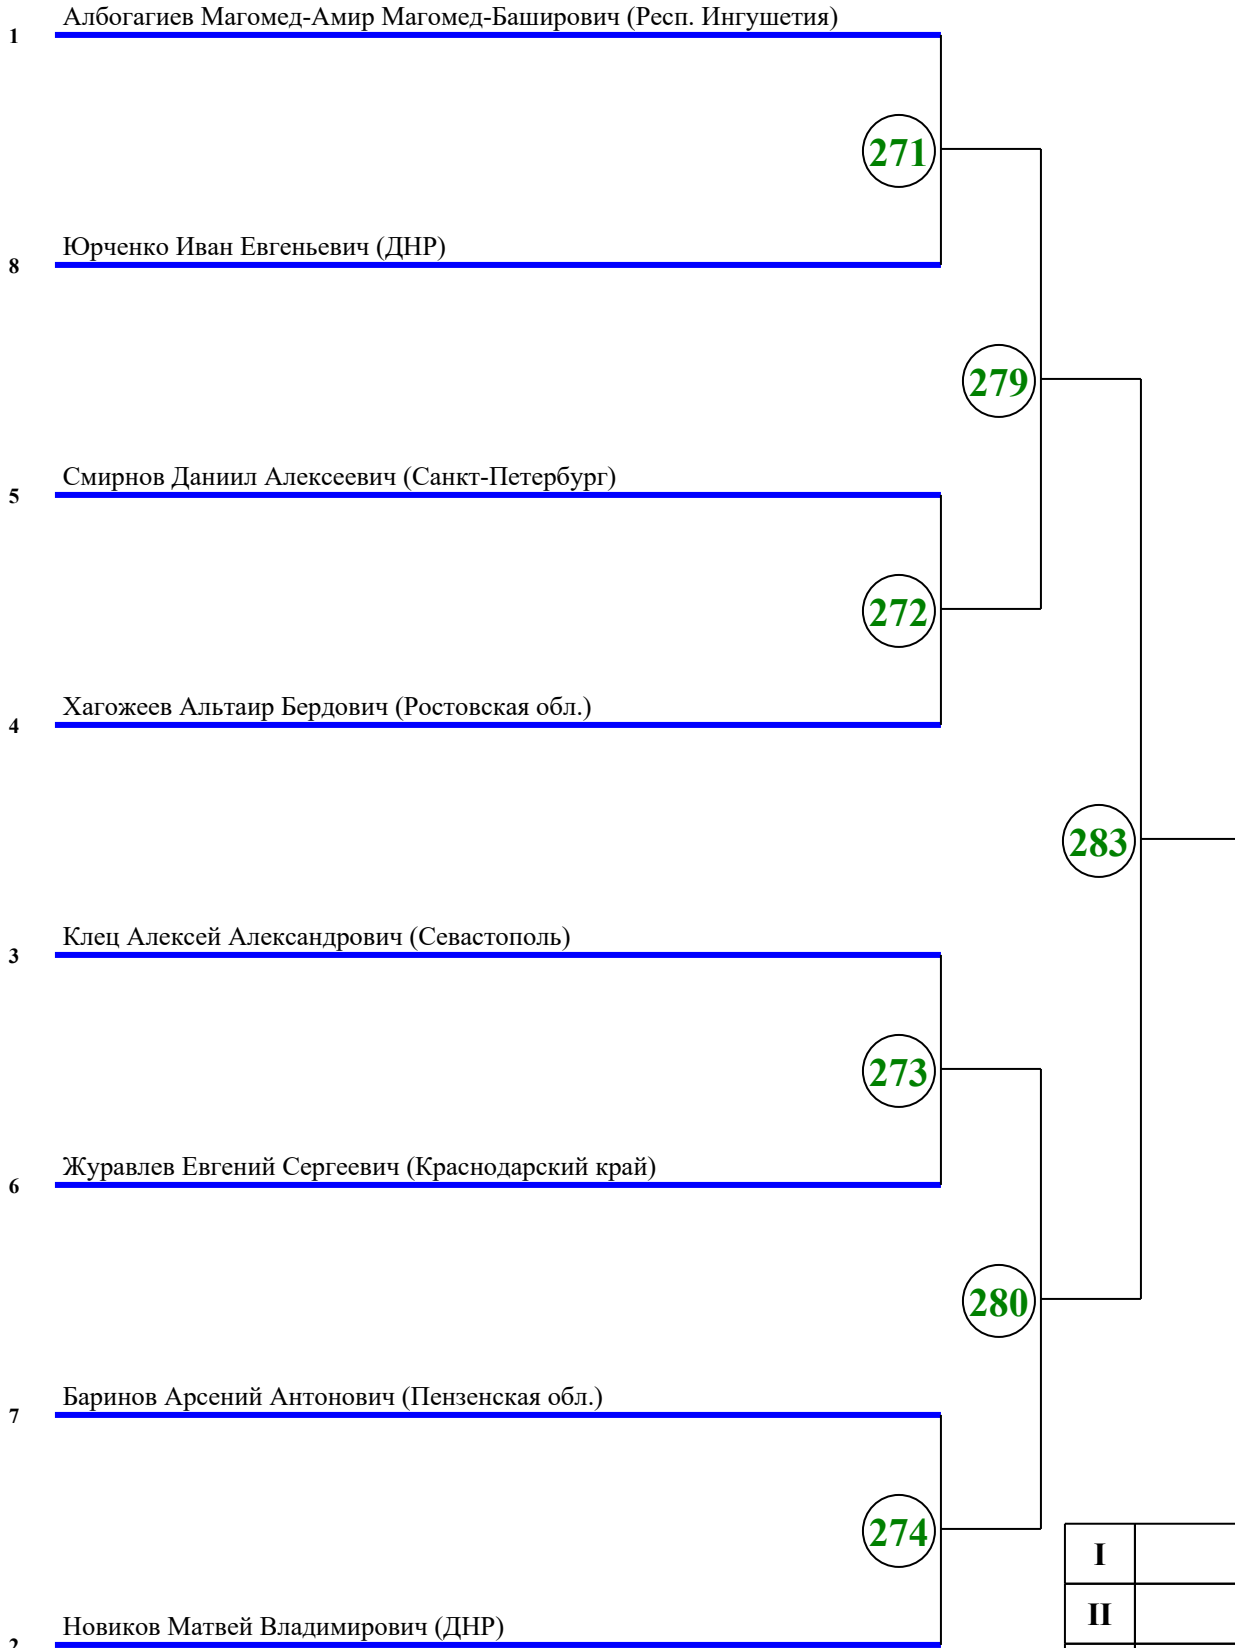 Албогагиев Магомед-Амир Магомед-Баширович (Респ. Ингушетия)
1
271
Юрченко Иван Евгеньевич (ДНР)
8
279
Смирнов Даниил Алексеевич (Санкт-Петербург)
5
272
Хагожеев Альтаир Бердович (Ростовская обл.)
4
283
Клец Алексей Александрович (Севастополь)
3
273
Журавлев Евгений Сергеевич (Краснодарский край)
6
280
Баринов Арсений Антонович (Пензенская обл.)
7
274
I
II
Новиков Матвей Владимирович (ДНР)
2